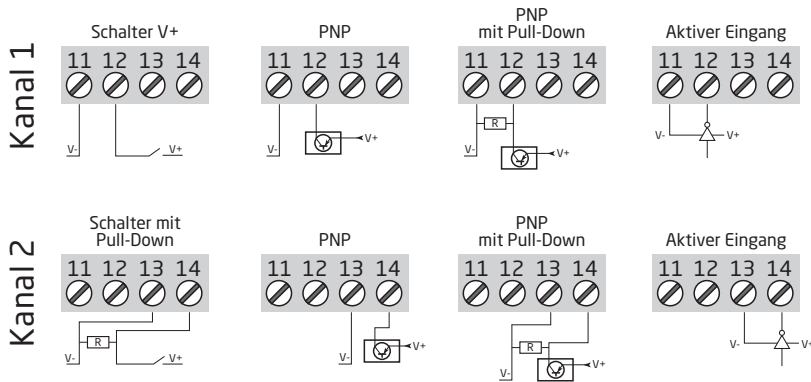 Kanal 1
Schalter V+
11 12 13 14
V-
V+
PNP
11 12 13 14
V-
V+
PNP
mit Pull-Down
11 12 13 14
R
V-
V+
Aktiver Eingang
11 12 13 14
V-
V+
Kanal 2
Schalter mit
Pull-Down
11 12 13 14
R
V-
V+
PNP
11 12 13 14
V-
V+
PNP
mit Pull-Down
11 12 13 14
R
V-
V+
Aktiver Eingang
11 12 13 14
V-
V+